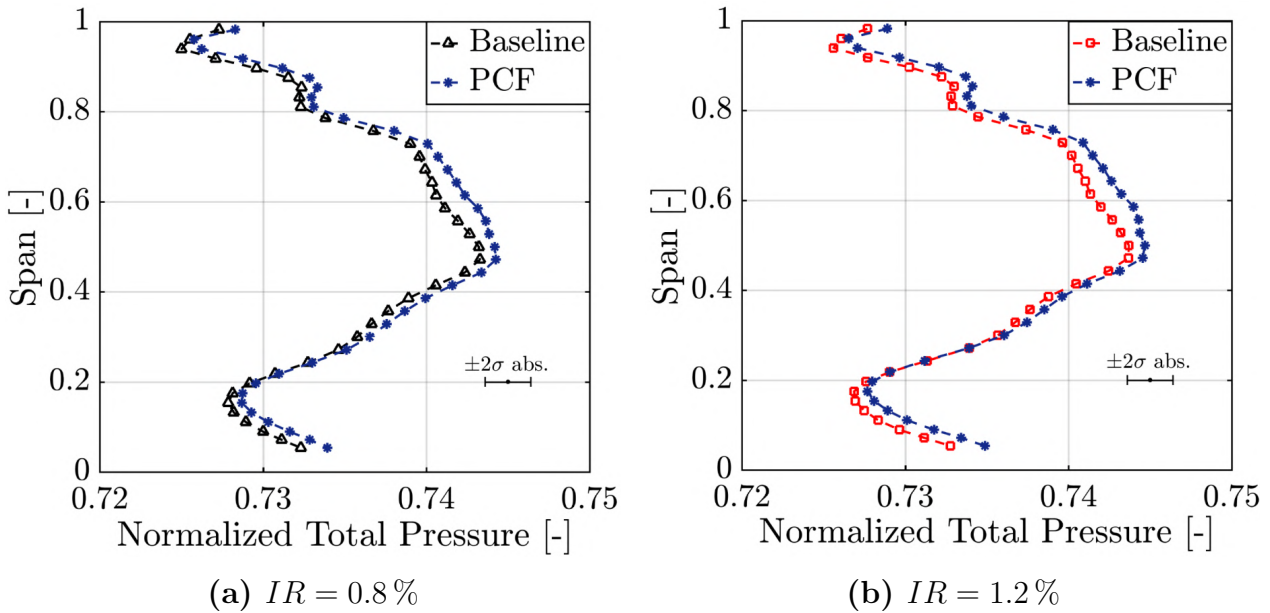 1
0.8
0.6
0.4
0.2
0
Span [-]
0.72
0.73
0.74
0.75
Normalized Total Pressure [-]
Baseline
PCF
±2σ abs.
(a) IR = 0.8 %
1
0.8
0.6
0.4
0.2
0
Span [-]
0.72
0.73
0.74
0.75
Normalized Total Pressure [-]
Baseline
PCF
±2σ abs.
(b) IR = 1.2 %